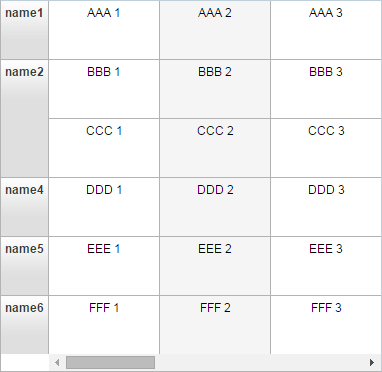 name1 AAA 1 AAA 2 AAA 3
name2 BBB 1 BBB 2 BBB 3
CCC 1 CCC 2 CCC 3
name4 DDD 1 DDD 2 DDD 3
name5 EEE 1 EEE 2 EEE 3
name6 FFF 1 FFF 2 FFF 3